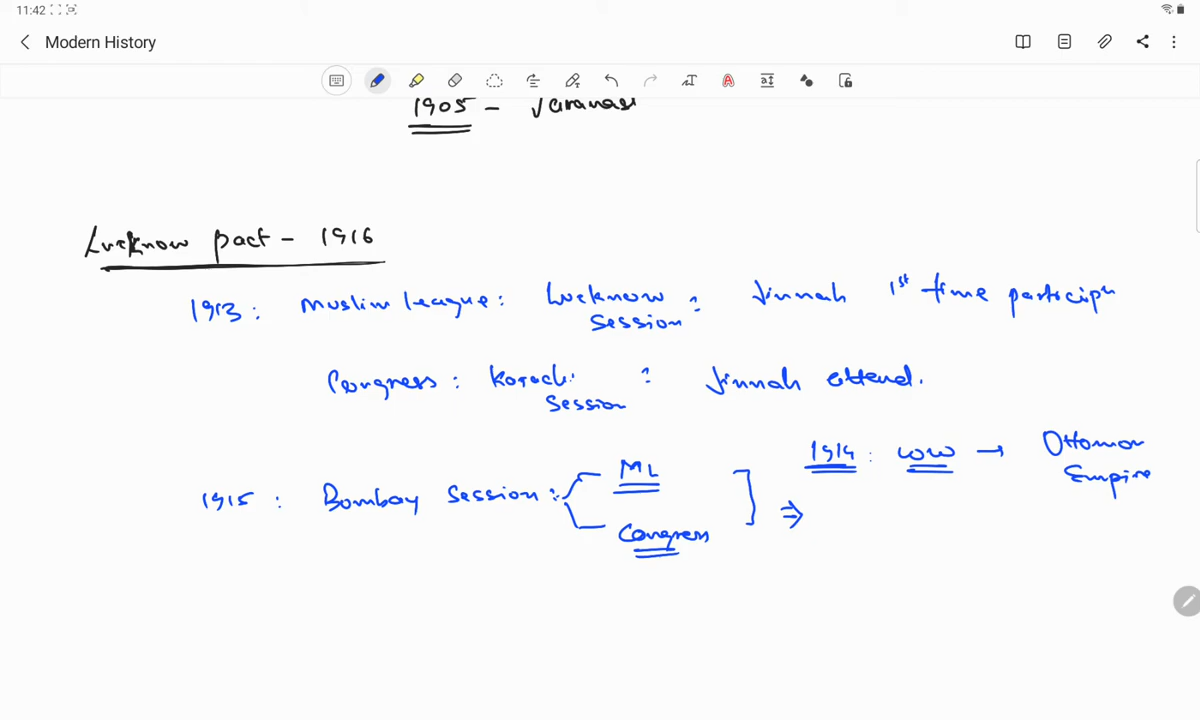 11:42
Modern History
1905 - Varanasi
Lucknow pact - 1916
1913 : Muslim league : Lucknow Session : Jinnah 1st time particip
Congress : Karachi Session : Jinnah attend.
1914 : WW → Ottoman Empire
1915 : Bombay Session : ML
Congress